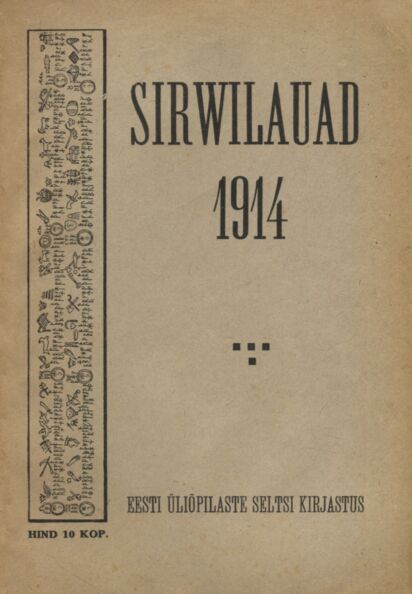 SIRWILAUAD
1914
EESTI ÜLIÕPILASTE SELTSI KIRJASTUS
HIND 10 KOP.